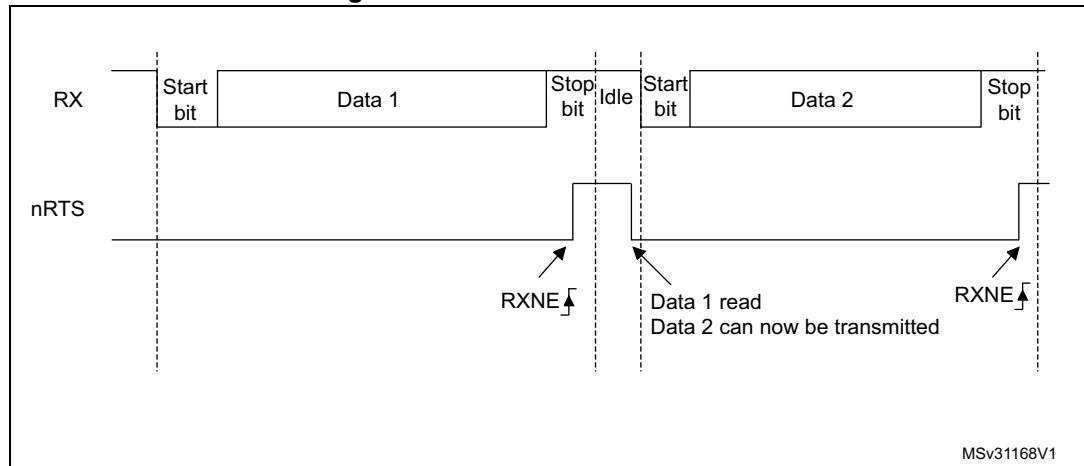 RX
Start
bit
Data 1
Stop
bit
Idle
Start
bit
Data 2
Stop
bit
nRTS
RXNE
Data 1 read
Data 2 can now be transmitted
RXNE
MSv31168V1